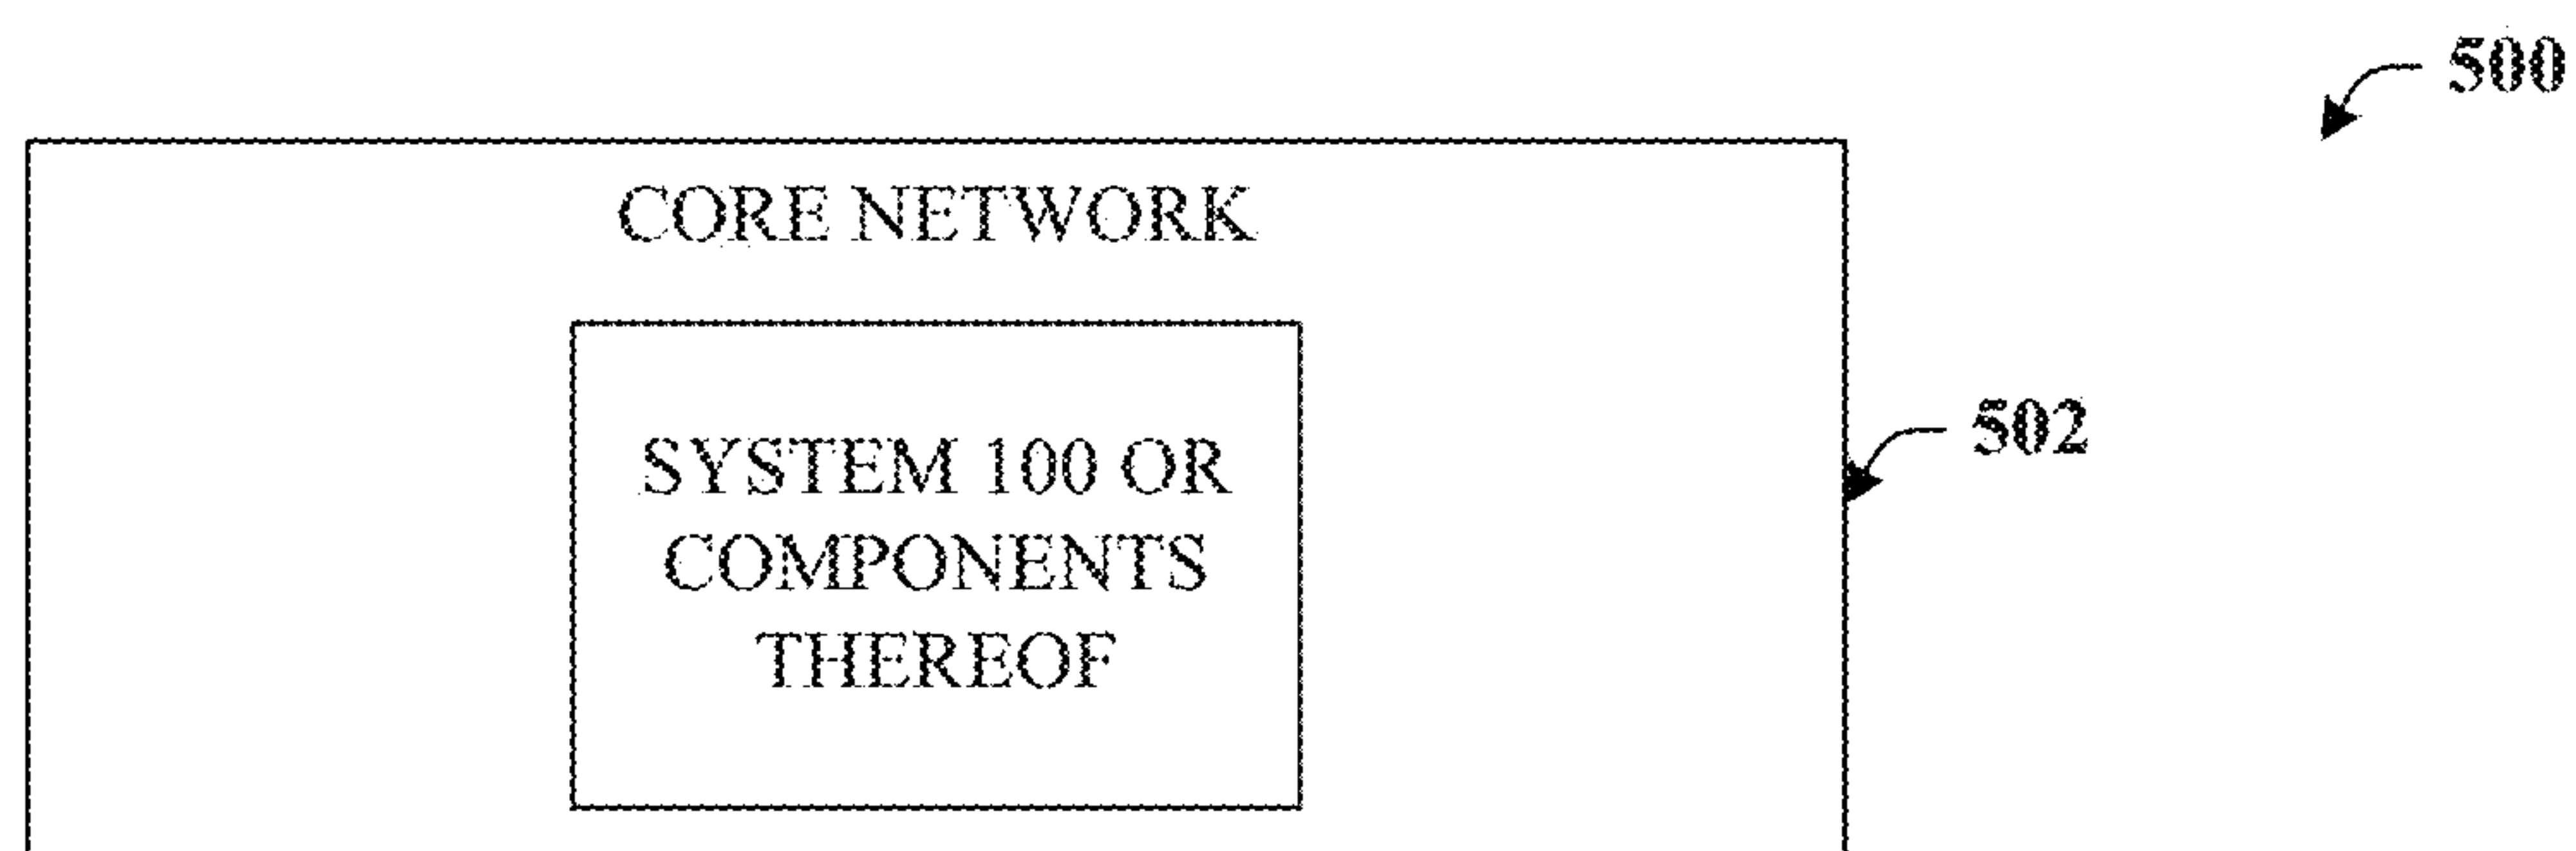 500
CORE NETWORK
502
SYSTEM 100 OR
COMPONENTS
THEREOF